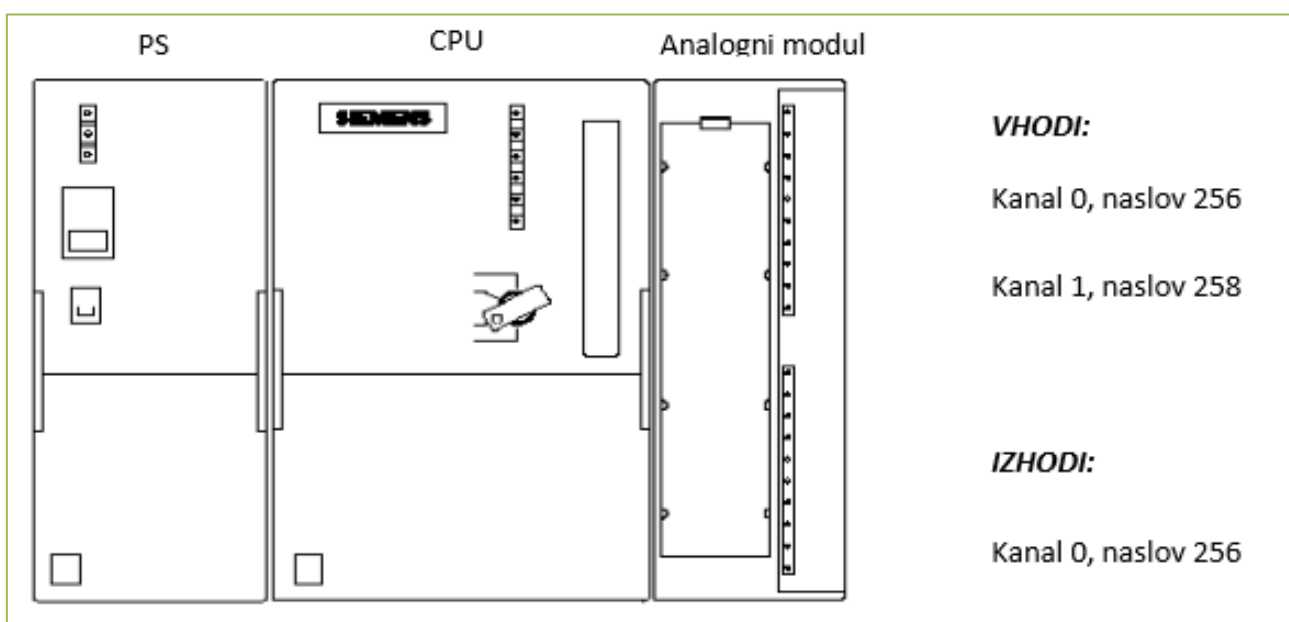 PS
CPU
Analogni modul
SIEMENS
VHODI:
Kanal 0, naslov 256
Kanal 1, naslov 258
IZHODI:
Kanal 0, naslov 256